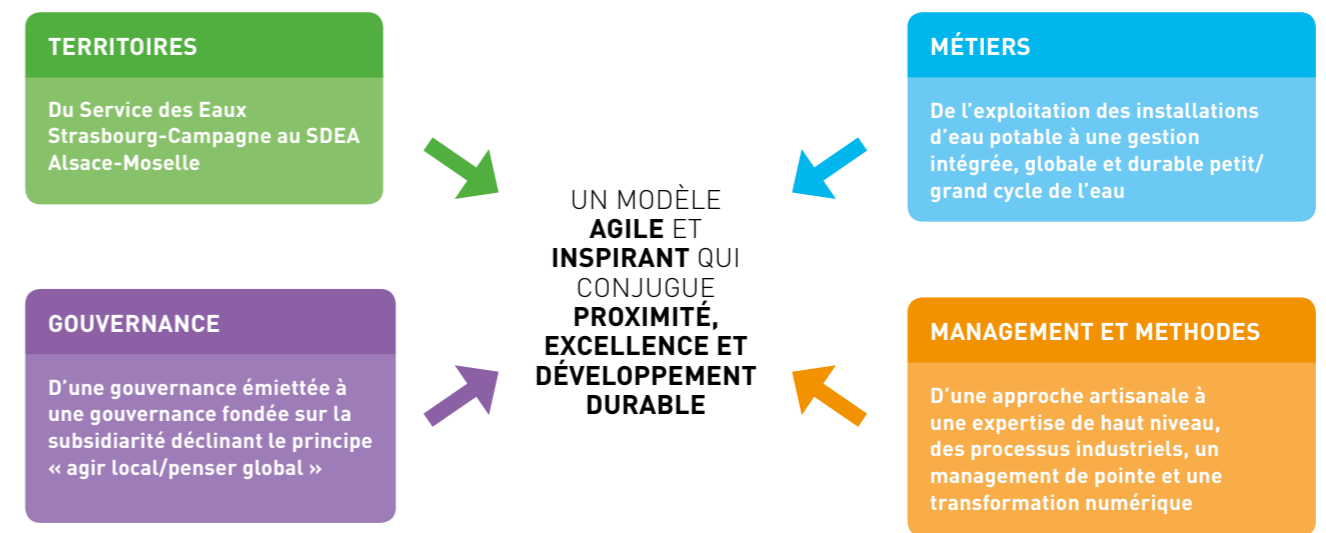 TERRITOIRES
Du Service des Eaux
Strasbourg-Campagne au SDEA
Alsace-Moselle
MÉTIERS
De l’exploitation des installations
d’eau potable à une gestion
intégrée, globale et durable petit/
grand cycle de l’eau
UN MODÈLE
AGILE ET
INSPIRANT QUI
CONJUGUE
PROXIMITÉ,
EXCELLENCE ET
DÉVELOPPEMENT
DURABLE
GOUVERNANCE
D’une gouvernance émiettée à
une gouvernance fondée sur la
subsidiarité déclinant le principe
« agir local/penser global »
MANAGEMENT ET METHODES
D’une approche artisanale à
une expertise de haut niveau,
des processus industriels, un
management de pointe et une
transformation numérique